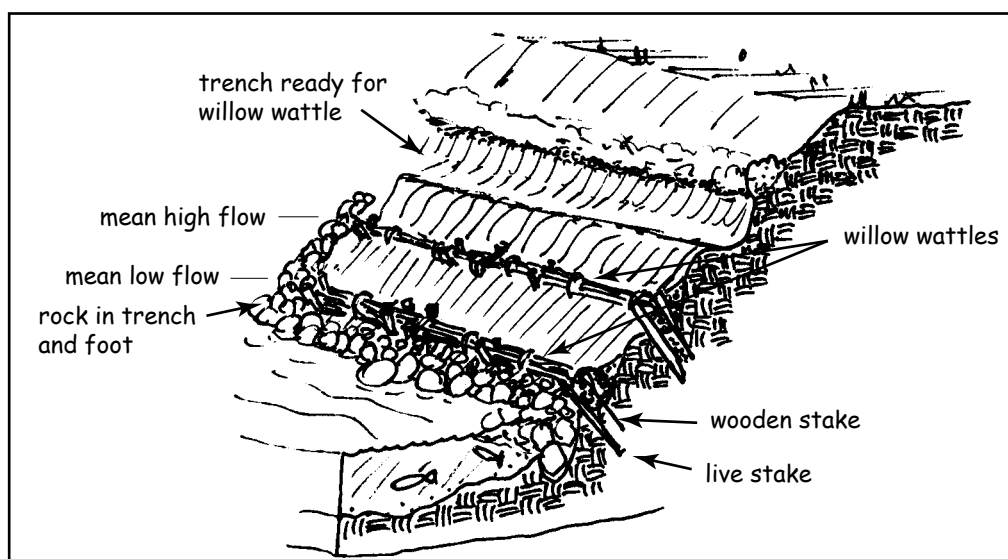 trench ready for
willow wattle
mean high flow
willow wattles
mean low flow
rock in trench
and foot
wooden stake
live stake